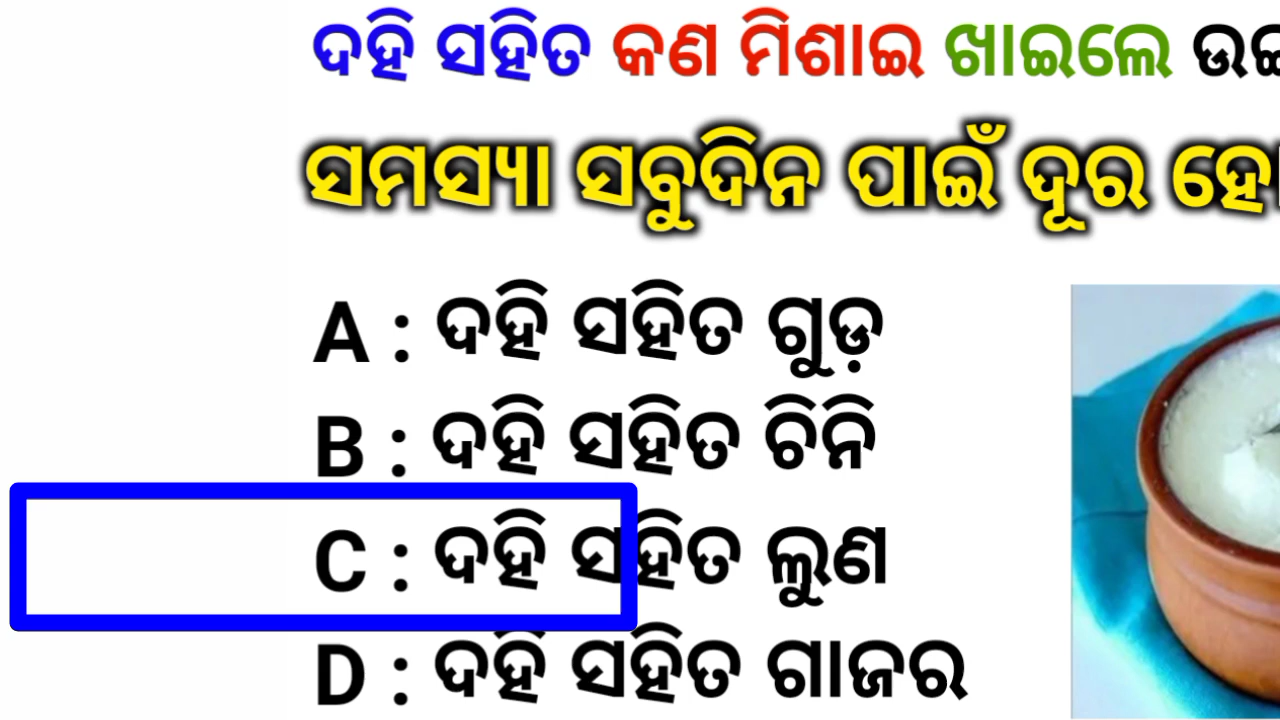 ଦହି ସହିତ କଣ ମିଶାଇ ଖାଇଲେ
ସମସ୍ୟା ସବୁଦିନ ପାଇଁ ଦୂର
A : ଦହି ସହିତ ଗୁଡ଼
B : ଦହି ସହିତ ଚିନି
C : ଦହି ସହିତ ଲୁଣ
D : ଦହି ସହିତ ଗାଜର